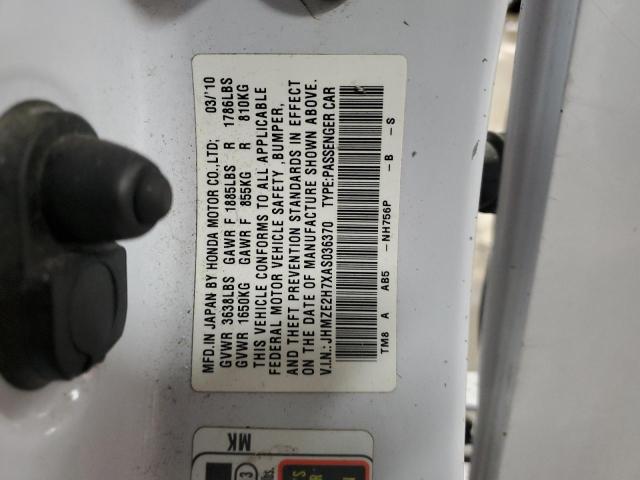 MFD.IN JAPAN BY HONDA MOTOR CO.,LTD; 03/'10
GVWR 3638LBS GAWR F 1885LBS R 1786LBS
GVWR 1650KG GAWR F 855KG R 810KG
THIS VEHICLE CONFORMS TO ALL APPLICABLE
FEDERAL MOTOR VEHICLE SAFETY ,BUMPER,
AND THEFT PREVENTION STANDARDS IN EFFECT
ON THE DATE OF MANUFACTURE SHOWN ABOVE.
V.I.N.: JHMZE2H7XAS036370 TYPE:PASSENGER CAR
TM8 A AB5 -NH756P -B -S
MK
3